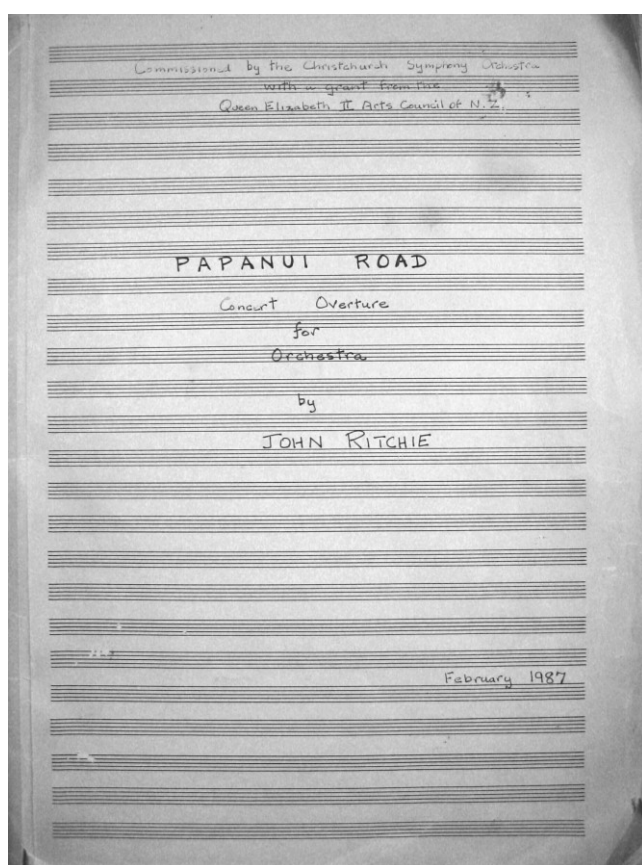 Commissioned by the Christchurch Symphony Orchestra
with a grant from the
Queen Elizabeth II Arts Council of N.Z.
PAPANUI ROAD
Concert Overture
for
Orchestra
by
JOHN RITCHIE
February 1987